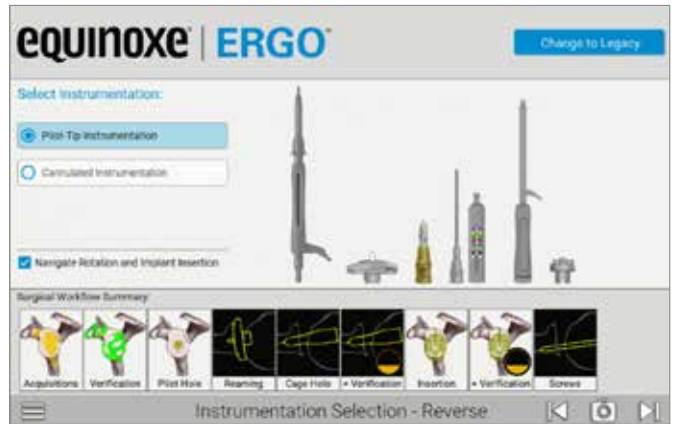 equinoxe | ERGO
Change to Legacy
Select Instrumentation:
Pilot-Tip Instrumentation
Cannulated Instrumentation
Navigate Rotation and Implant Insertion
Surgical Workflow Summary
Acquisitions
Verification
Pilot Hole
Reaming
Cage Hole
+ Verification
Insertion
+ Verification
Screws
Instrumentation Selection - Reverse